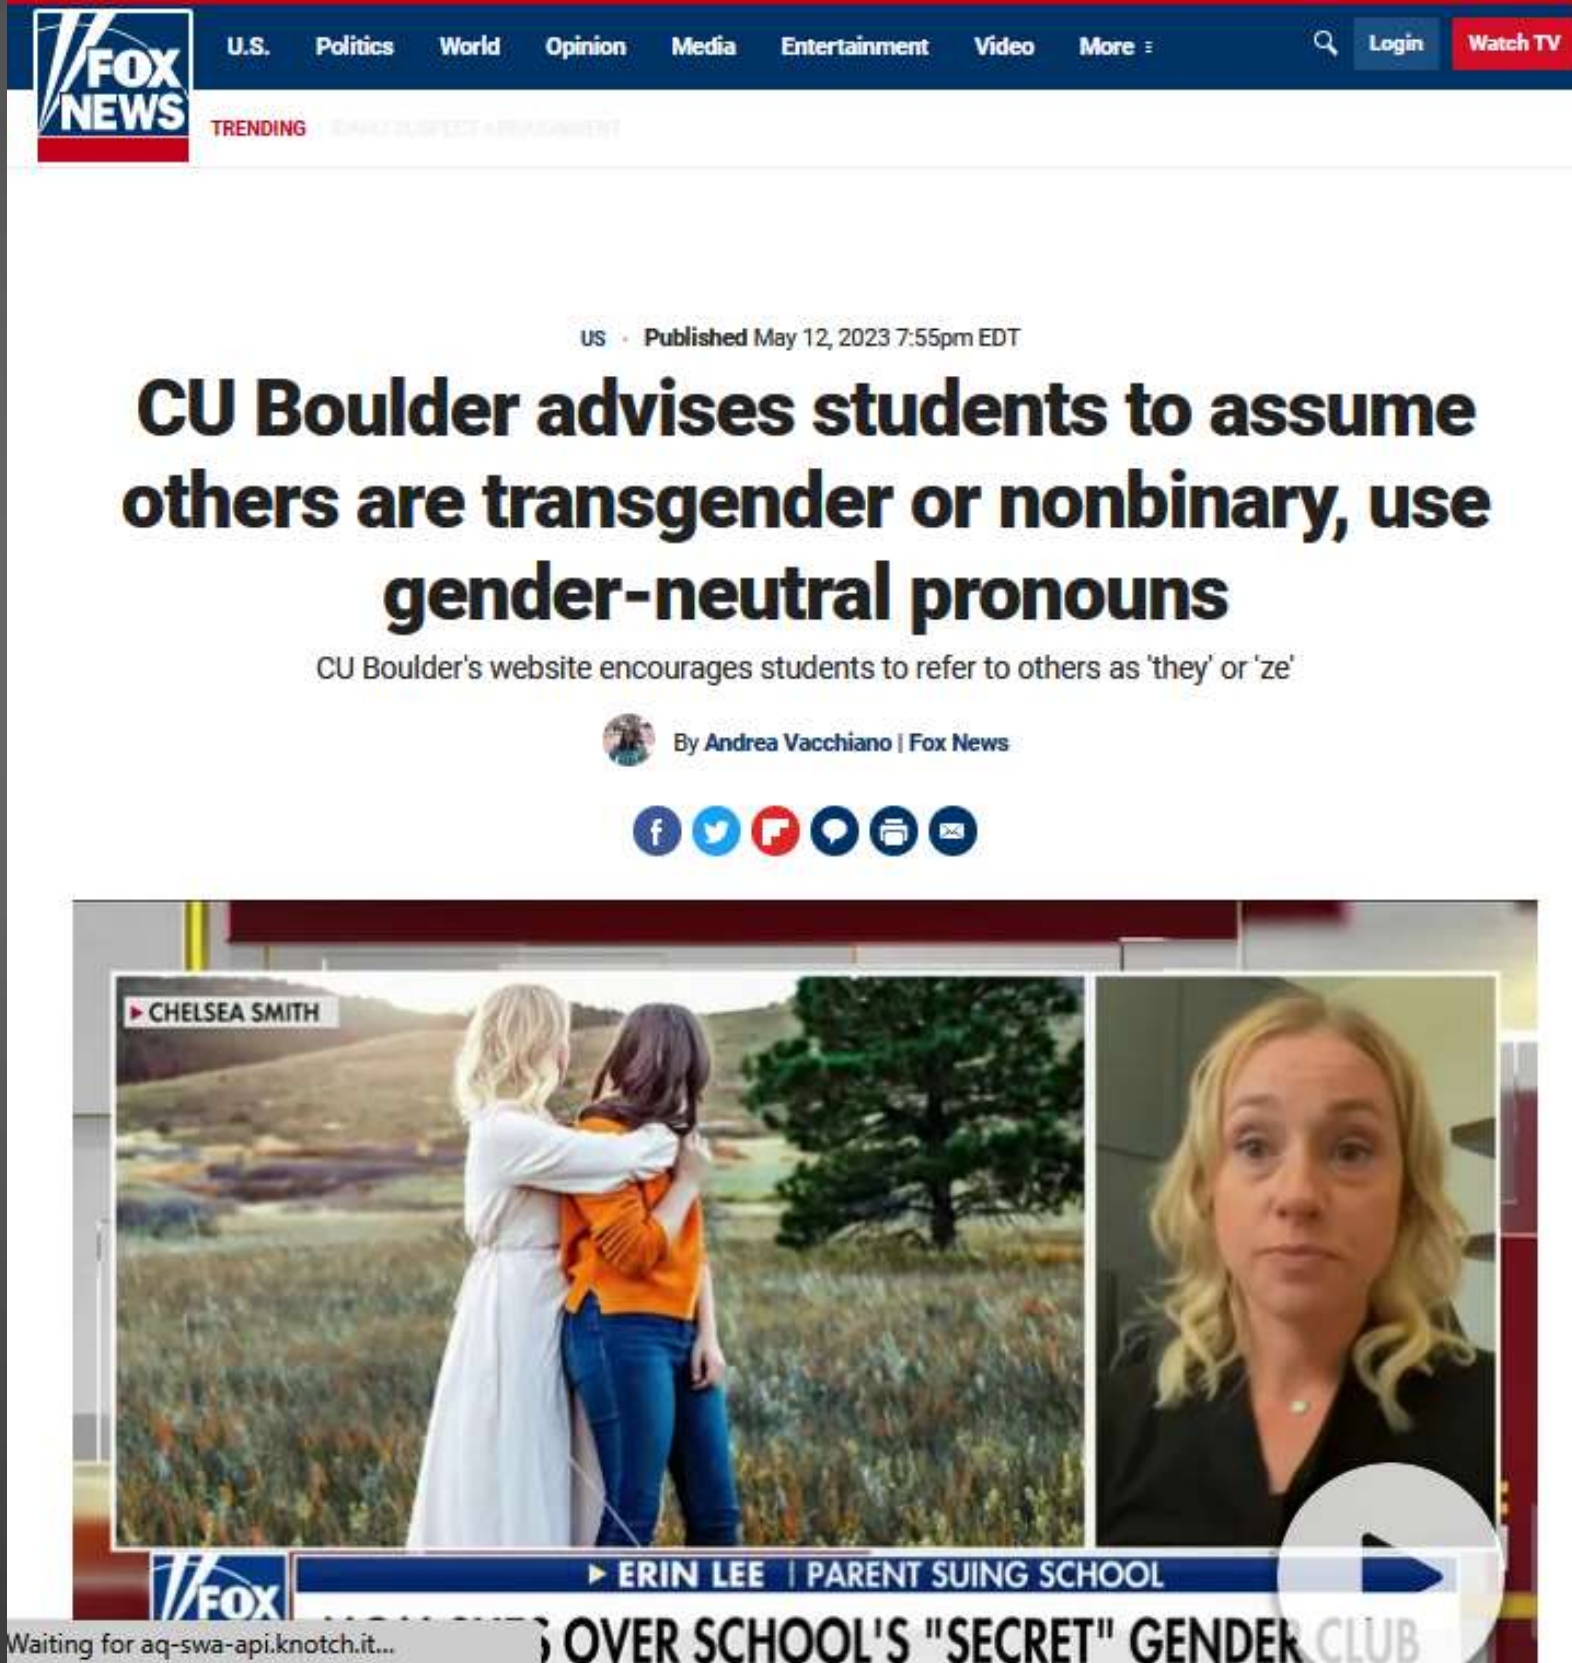 FOX
NEWS
U.S. Politics World Opinion Media Entertainment Video More Login Watch TV
TRENDING
US · Published May 12, 2023 7:55pm EDT
CU Boulder advises students to assume
others are transgender or nonbinary, use
gender-neutral pronouns
CU Boulder's website encourages students to refer to others as 'they' or 'ze'
By Andrea Vacchiano | Fox News
CHELSEA SMITH
ERIN LEE | PARENT SUING SCHOOL
FOX
OVER SCHOOL'S "SECRET" GENDER CLUB
Waiting for aq-swa-api.knotch.it...